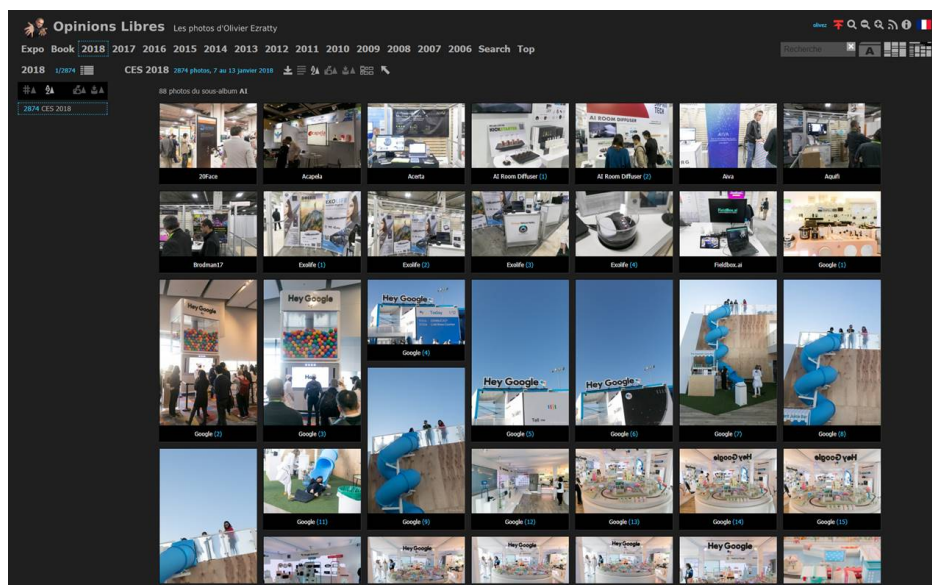 Opinions Libres Les photos d'Olivier Ezratty
olivez
Expo Book 2018 2017 2016 2015 2014 2013 2012 2011 2010 2009 2008 2007 2006 Search Top
Recherche
2018 1/2874
CES 2018 2874 photos, 7 au 13 janvier 2018
2874 CES 2018
88 photos du sous-album AI
20Face
Acapela
Acerta
AI Room Diffuser (1)
AI Room Diffuser (2)
Aiva
Aquifi
Brodman17
Exolife (1)
Exolife (2)
Exolife (3)
Exolife (4)
Fieldbox.ai
Google (1)
Hey Google
Hey Google
Hey Google
Google (4)
Hey Google
Hey Google
Google (2)
Google (3)
Google (5)
Google (6)
Google (7)
Google (8)
Google (11)
Google (9)
Google (12)
Google (13)
Google (14)
Google (15)
Hey Google
Hey Google
Hey Google